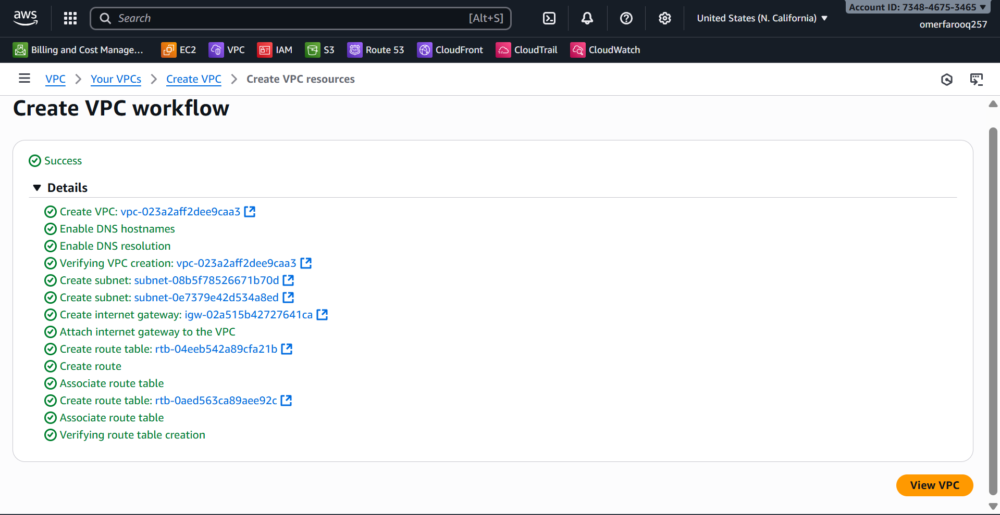 aws
Search
[Alt+S]
United States (N. California)
Account ID: 7348-4675-3465
omerfarooq257
Billing and Cost Manage...
EC2
VPC
IAM
S3
Route 53
CloudFront
CloudTrail
CloudWatch
VPC
Your VPCs
Create VPC
Create VPC resources
Create VPC workflow
Success
Details
Create VPC: vpc-023a2aff2dee9caa3
Enable DNS hostnames
Enable DNS resolution
Verifying VPC creation: vpc-023a2aff2dee9caa3
Create subnet: subnet-08b5f78526671b70d
Create subnet: subnet-0e7379e42d534a8ed
Create internet gateway: igw-02a515b42727641ca
Attach internet gateway to the VPC
Create route table: rtb-04eeb542a89cfa21b
Create route
Associate route table
Create route table: rtb-0aed563ca89aee92c
Associate route table
Verifying route table creation
View VPC